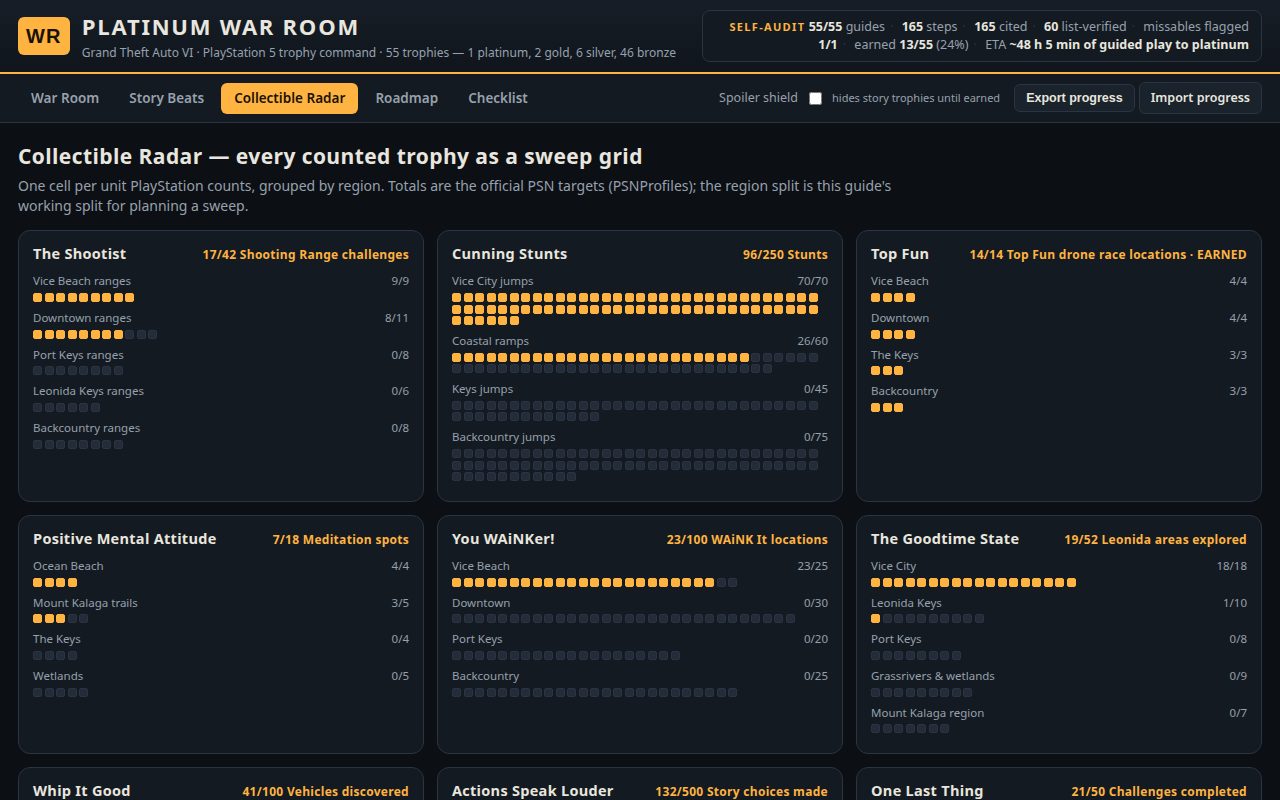 WR
PLATINUM WAR ROOM
Grand Theft Auto VI · PlayStation 5 trophy command · 55 trophies — 1 platinum, 2 gold, 6 silver, 46 bronze
SELF-AUDIT 55/55 guides · 165 steps · 165 cited · 60 list-verified · missables flagged
1/1 · earned 13/55 (24%) · ETA ~48 h 5 min of guided play to platinum
War Room Story Beats Collectible Radar Roadmap Checklist
Spoiler shield hides story trophies until earned Export progress Import progress
Collectible Radar — every counted trophy as a sweep grid
One cell per unit PlayStation counts, grouped by region. Totals are the official PSN targets (PSNProfiles); the region split is this guide's
working split for planning a sweep.
The Shootist 17/42 Shooting Range challenges
Vice Beach ranges 9/9
Downtown ranges 8/11
Port Keys ranges 0/8
Leonida Keys ranges 0/6
Backcountry ranges 0/8
Cunning Stunts 96/250 Stunts
Vice City jumps 70/70
Coastal ramps 26/60
Keys jumps 0/45
Backcountry jumps 0/75
Top Fun 14/14 Top Fun drone race locations · EARNED
Vice Beach 4/4
Downtown 4/4
The Keys 3/3
Backcountry 3/3
Positive Mental Attitude 7/18 Meditation spots
Ocean Beach 4/4
Mount Kalaga trails 3/5
The Keys 0/4
Wetlands 0/5
You WAiNKer! 23/100 WAiNK It locations
Vice Beach 23/25
Downtown 0/30
Port Keys 0/20
Backcountry 0/25
The Goodtime State 19/52 Leonida areas explored
Vice City 18/18
Leonida Keys 1/10
Port Keys 0/8
Grassrivers & wetlands 0/9
Mount Kalaga region 0/7
Whip It Good 41/100 Vehicles discovered
Actions Speak Louder 132/500 Story choices made
One Last Thing 21/50 Challenges completed